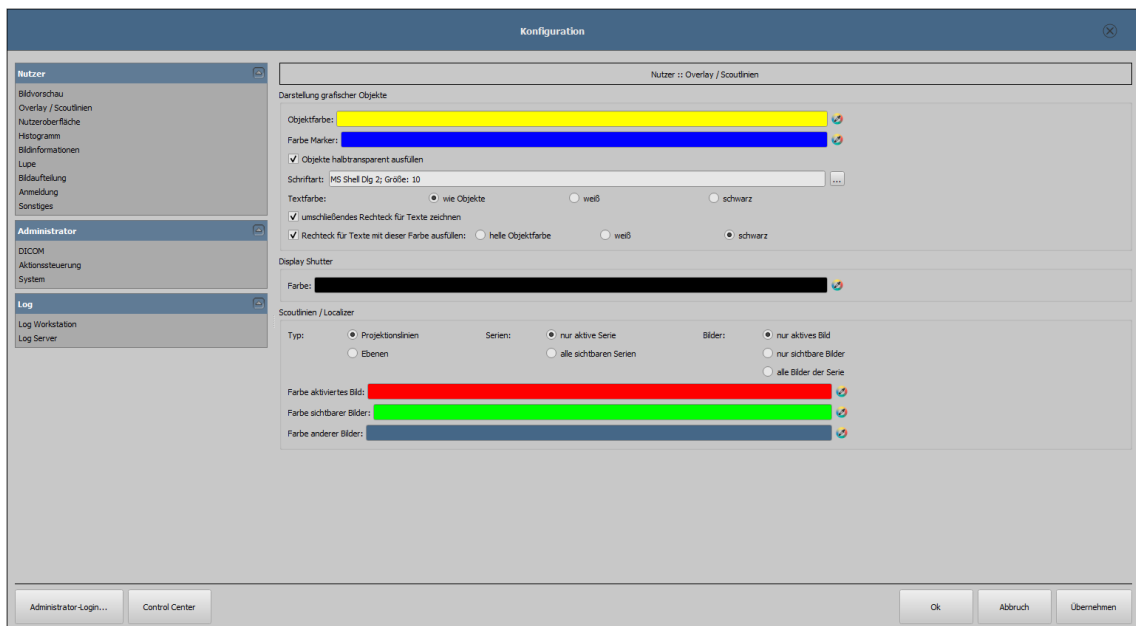 Konfiguration
Nutzer
Bildvorschau
Overlay / Scoutlinien
Nutzeroberfläche
Histogramm
Bildinformationen
Lupe
Bildaufteilung
Anmeldung
Sonstiges
Administrator
DICOM
Aktionssteuerung
System
Log
Log Workstation
Log Server
Nutzer :: Overlay / Scoutlinien
Darstellung grafischer Objekte
Objektfarbe:
Farbe Marker:
Objekte halbtransparent ausfüllen
Schriftart: MS Shell Dlg 2; Größe: 10 ...
Textfarbe: wie Objekte weiß schwarz
umschließendes Rechteck für Texte zeichnen
Rechteck für Texte mit dieser Farbe ausfüllen: helle Objektfarbe weiß schwarz
Display Shutter
Farbe:
Scoutlinien / Localizer
Typ: Projektionslinien Serien: nur aktive Serie Bilder: nur aktives Bild
Ebenen alle sichtbaren Serien nur sichtbare Bilder
alle Bilder der Serie
Farbe aktiviertes Bild:
Farbe sichtbarer Bilder:
Farbe anderer Bilder:
Administrator-Login... Control Center Ok Abbruch Übernehmen